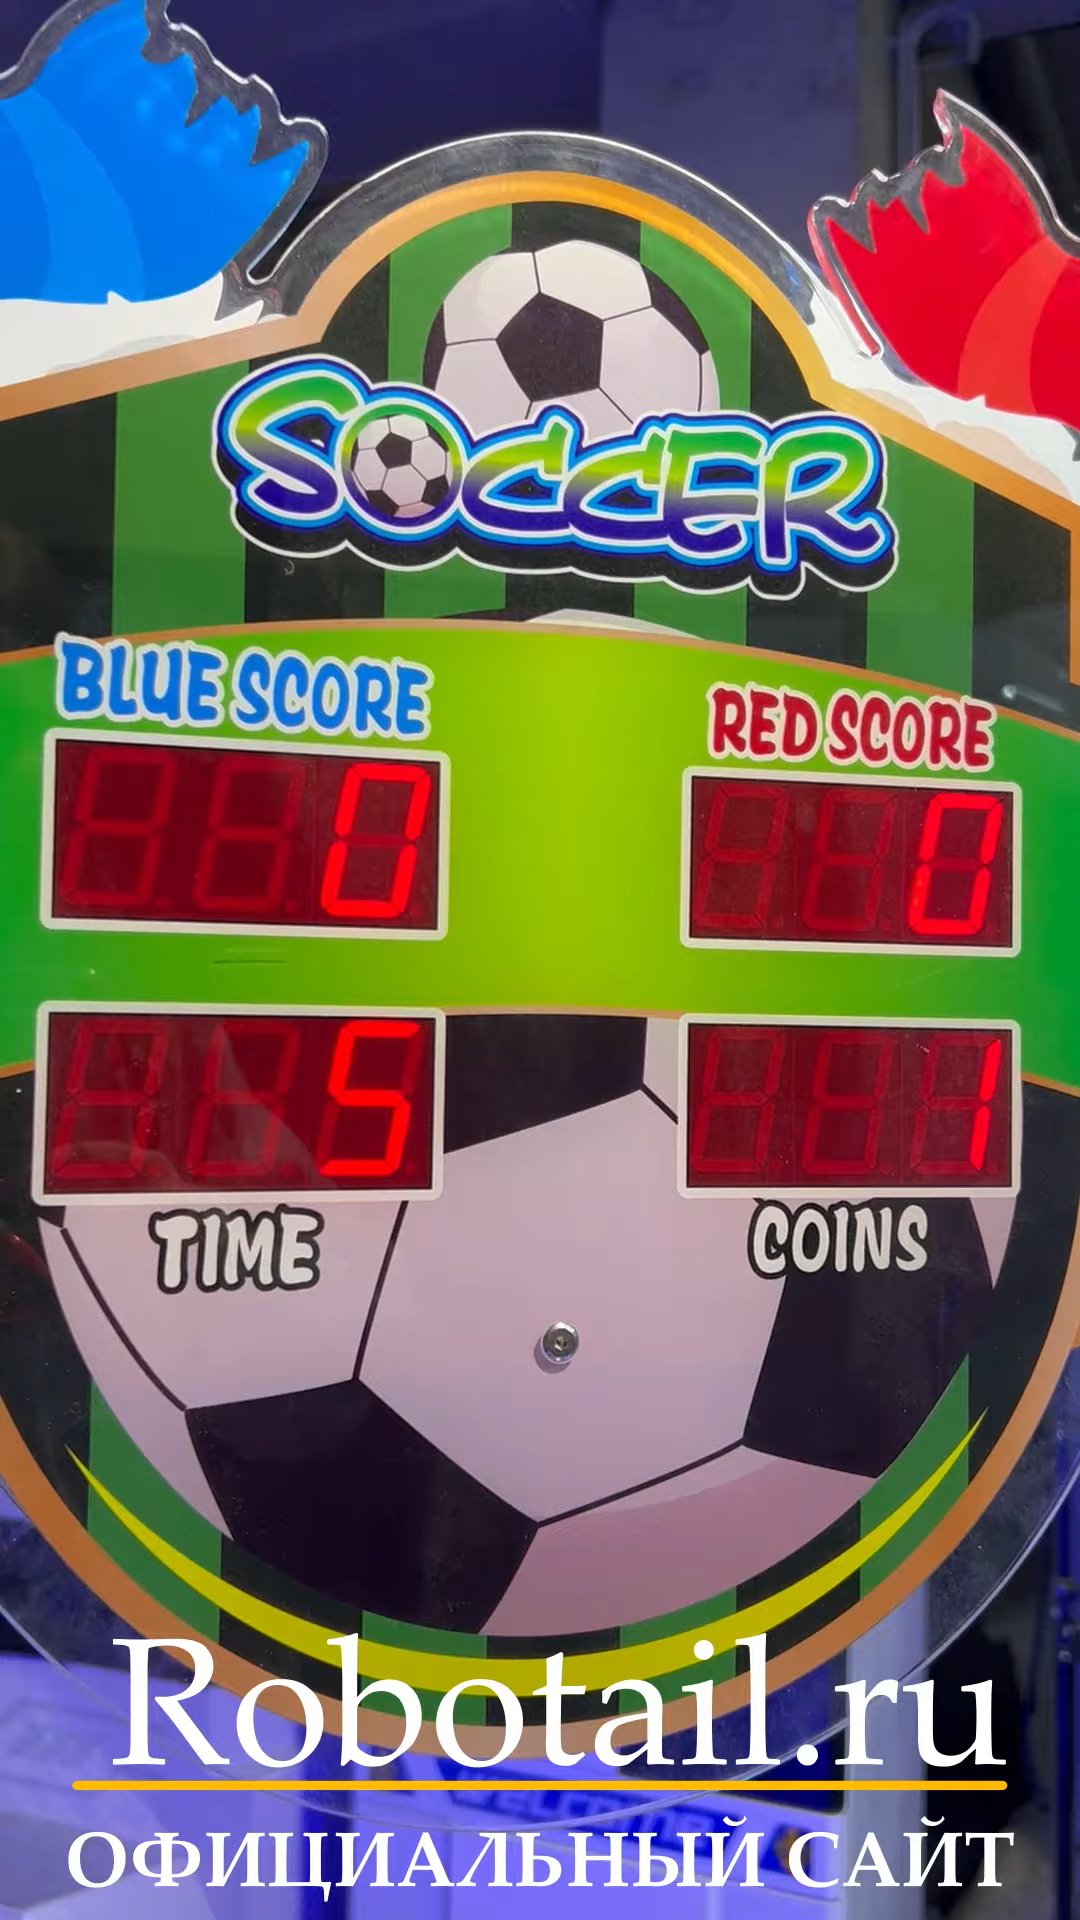 SOCCER
BLUE SCORE
RED SCORE
0
0
5
1
TIME
COINS
Robotail.ru
ОФИЦИАЛЬНЫЙ САЙТ